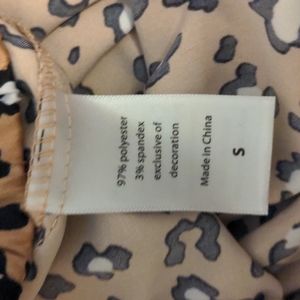 97% polyester
3% spandex
exclusive of
decoration
Made in China
S